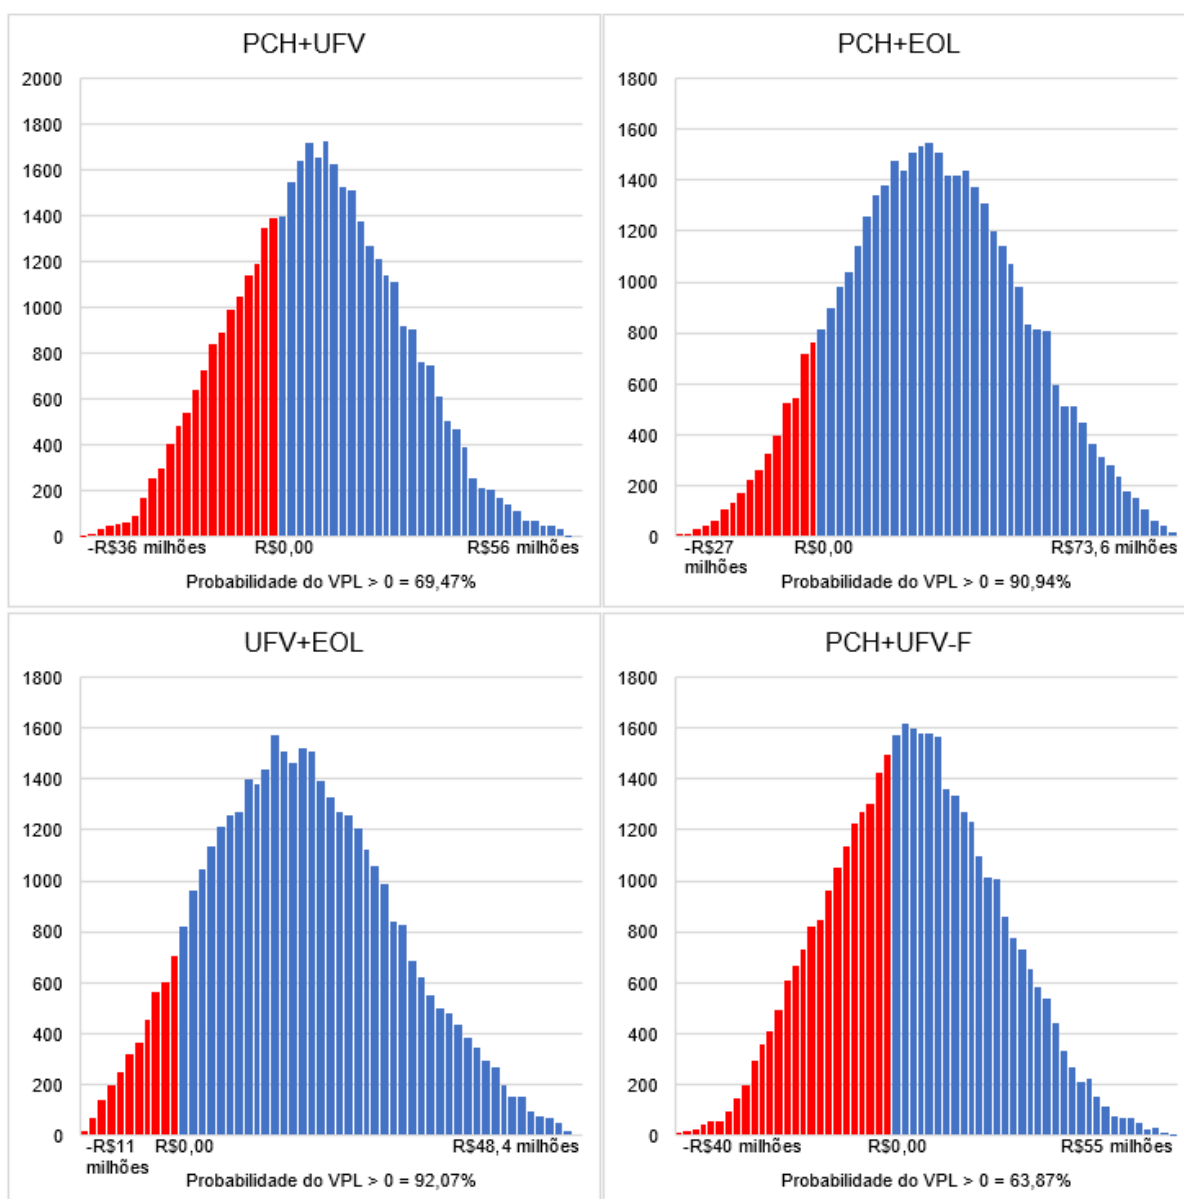 PCH+UFV
2000
1800
1600
1400
1200
1000
800
600
400
200
0
-R$36 milhões R$0,00 R$56 milhões
Probabilidade do VPL > 0 = 69,47%
PCH+EOL
1800
1600
1400
1200
1000
800
600
400
200
0
-R$27 R$0,00 R$73,6 milhões
milhões
Probabilidade do VPL > 0 = 90,94%
UFV+EOL
1800
1600
1400
1200
1000
800
600
400
200
0
-R$11 R$0,00 R$48,4 milhões
milhões
Probabilidade do VPL > 0 = 92,07%
PCH+UFV-F
1800
1600
1400
1200
1000
800
600
400
200
0
-R$40 milhões R$0,00 R$55 milhões
Probabilidade do VPL > 0 = 63,87%